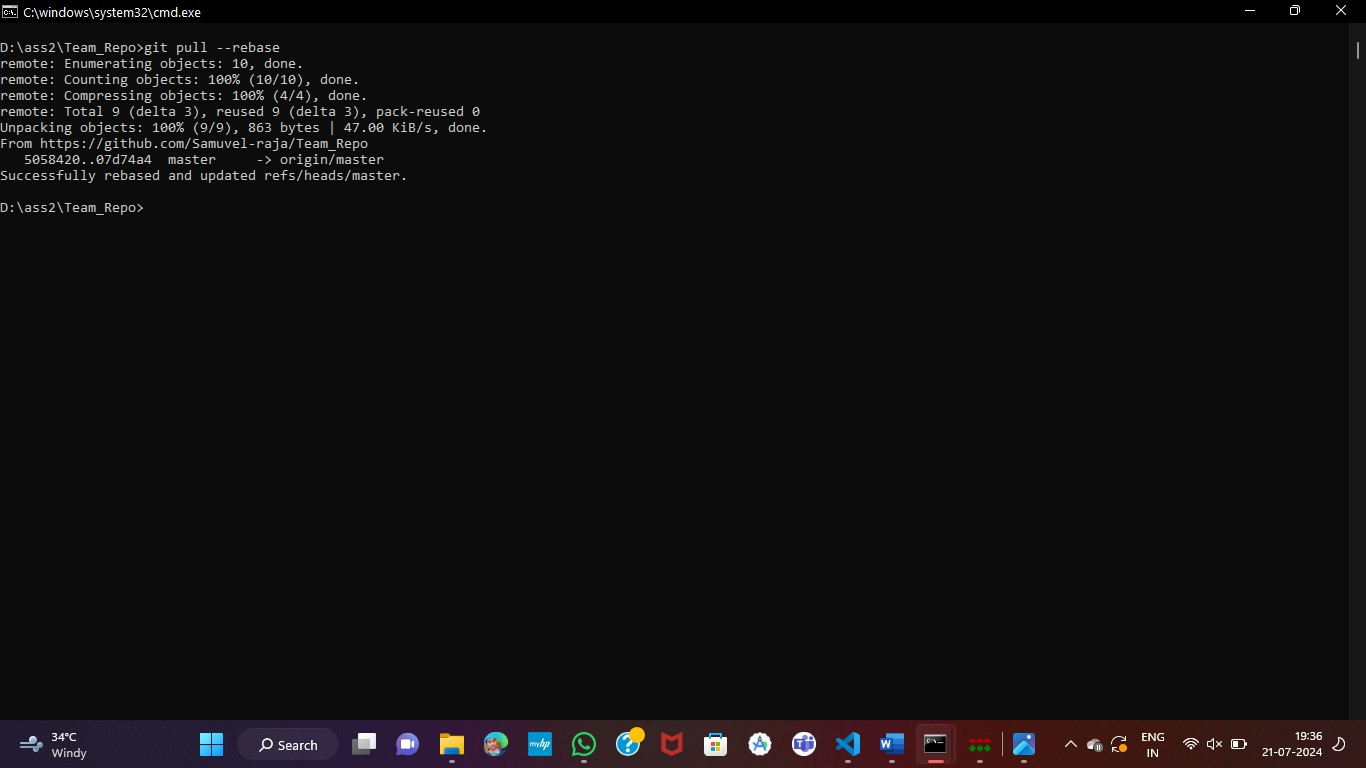 C:\windows\system32\cmd.exe
D:\ass2\Team_Repo>git pull --rebase
remote: Enumerating objects: 10, done.
remote: Counting objects: 100% (10/10), done.
remote: Compressing objects: 100% (4/4), done.
remote: Total 9 (delta 3), reused 9 (delta 3), pack-reused 0
Unpacking objects: 100% (9/9), 863 bytes | 47.00 KiB/s, done.
From https://github.com/Samuvel-raja/Team_Repo
   5058420..07d74a4  master     -> origin/master
Successfully rebased and updated refs/heads/master.
D:\ass2\Team_Repo>
34°C
Windy
Search
myhp
ENG
IN
19:36
21-07-2024